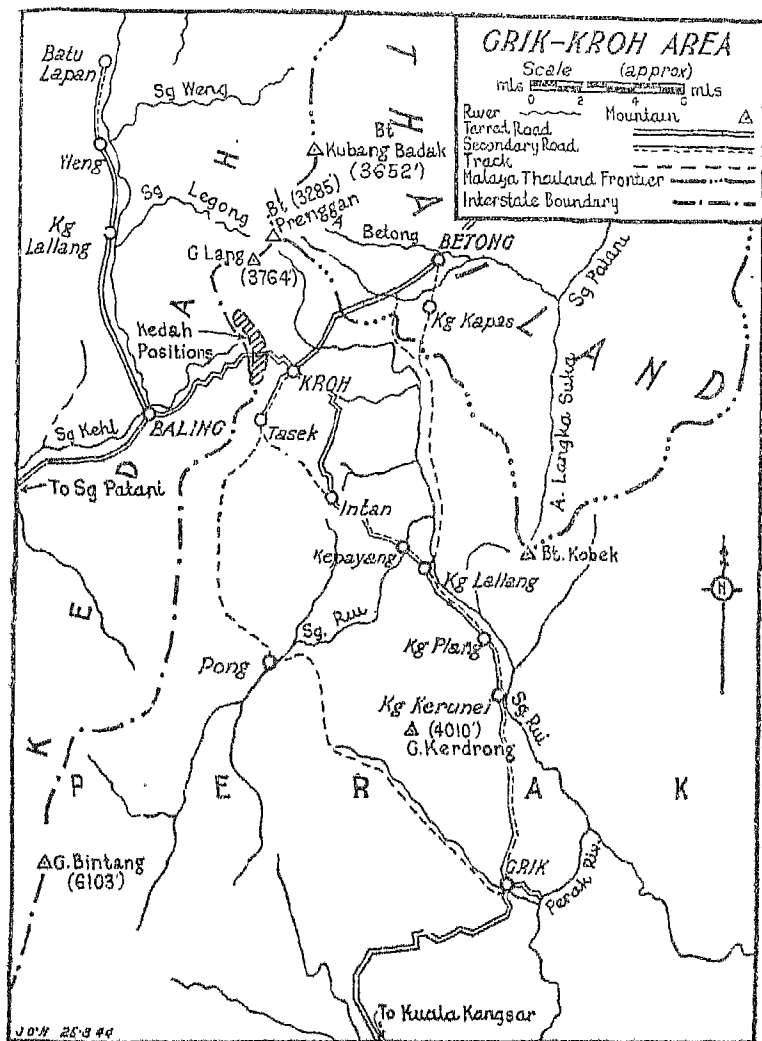 GRIK-KROH AREA
Scale (approx)
mls 0 2 4 6 mls
River Mountain
Tarred Road
Secondary Road
Track
Malaya Thailand Frontier
Interstate Boundary
Batu
Lapan
Sg Weng
Weng
Sg Legong
Kg
Lallang
Bt
Kubang Badak
(3652')
Bt (3285')
Prenggan
G Lang
(3764')
Betong
BETONG
Sg Patani
Kg Kapas
THAILAND
Kedah
Positions
KROH
A. Langka Suka
BALING
Sg Kehl
Tasek
To Sg Patani
Intan
Bt. Kobek
Kepayang
Kg Lallang
N
Sg. Rui
Kg Plang
Pong
Kg Kerunei
(4010')
G. Kerdrong
Sg Rui
KEDAH
PERAK
G. Bintang
(6103')
GRIK
Perak Riv.
To Kuala Kangsar